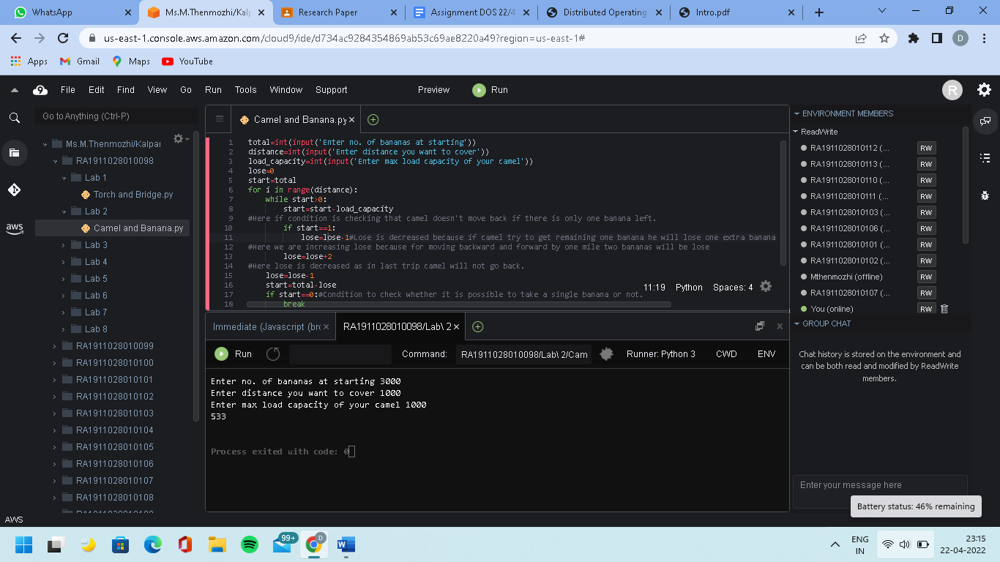 WhatsApp
Ms.M.Thenmozhi/Kalp
Research Paper
Assignment DOS 22/4
Distributed Operating
Intro.pdf
us-east-1.console.aws.amazon.com/cloud9/ide/d734ac9284354869ab53c69ae8220a49?region=us-east-1#
D
Apps Gmail Maps YouTube
9 File Edit Find View Go Run Tools Window Support Preview Run R
Go to Anything (Ctrl-P)
Ms.M.Thenmozhi/Kalpai
RA1911028010098
Lab 1
Torch and Bridge.py
Lab 2
Camel and Banana.py
Lab 3
Lab 4
Lab 5
Lab 6
Lab 7
Lab 8
RA1911028010099
RA1911028010100
RA1911028010101
RA1911028010102
RA1911028010103
RA1911028010104
RA1911028010105
RA1911028010106
RA1911028010107
RA1911028010108
aws
AWS
Camel and Banana.py
1 total=int(input('Enter no. of bananas at starting'))
2 distance=int(input('Enter distance you want to cover'))
3 load_capacity=int(input('Enter max load capacity of your camel'))
4 lose=0
5 start=total
6 for i in range(distance):
7 while start>0:
8 start=start-load_capacity
9 #Here if condition is checking that camel doesn't move back if there is only one banana left.
10 if start==1:
11 lose=lose-1#Lose is decreased because if camel try to get remaining one banana he will lose one extra banana
12 #Here we are increasing lose because for moving backward and forward by one mile two bananas will be lose
13 lose=lose+2
14 #Here lose is decreased as in last trip camel will not go back.
15 lose=lose-1
16 start=total-lose
17 if start==0:#Condition to check whether it is possible to take a single banana or not.
18 break
11:19 Python Spaces: 4
Immediate (Javascript (bro
RA1911028010098/Lab\ 2
Run Command: RA1911028010098/Lab\ 2/Cam Runner: Python 3 CWD ENV
Enter no. of bananas at starting 3000
Enter distance you want to cover 1000
Enter max load capacity of your camel 1000
533
Process exited with code: 0
ENVIRONMENT MEMBERS
ReadWrite
RA1911028010112 (... RW
RA1911028010113 (... RW
RA1911028010110 (... RW
RA1911028010111 (... RW
RA1911028010103 (... RW
RA1911028010106 (... RW
RA1911028010101 (... RW
RA1911028010102 (... RW
Mthenmozhi (offline) RW
RA1911028010107 (... RW
You (online) RW
GROUP CHAT
Chat history is stored on the environment and
can be both read and modified by ReadWrite
members.
Enter your message here
Battery status: 46% remaining
99+
D
ENG
IN
23:15
22-04-2022